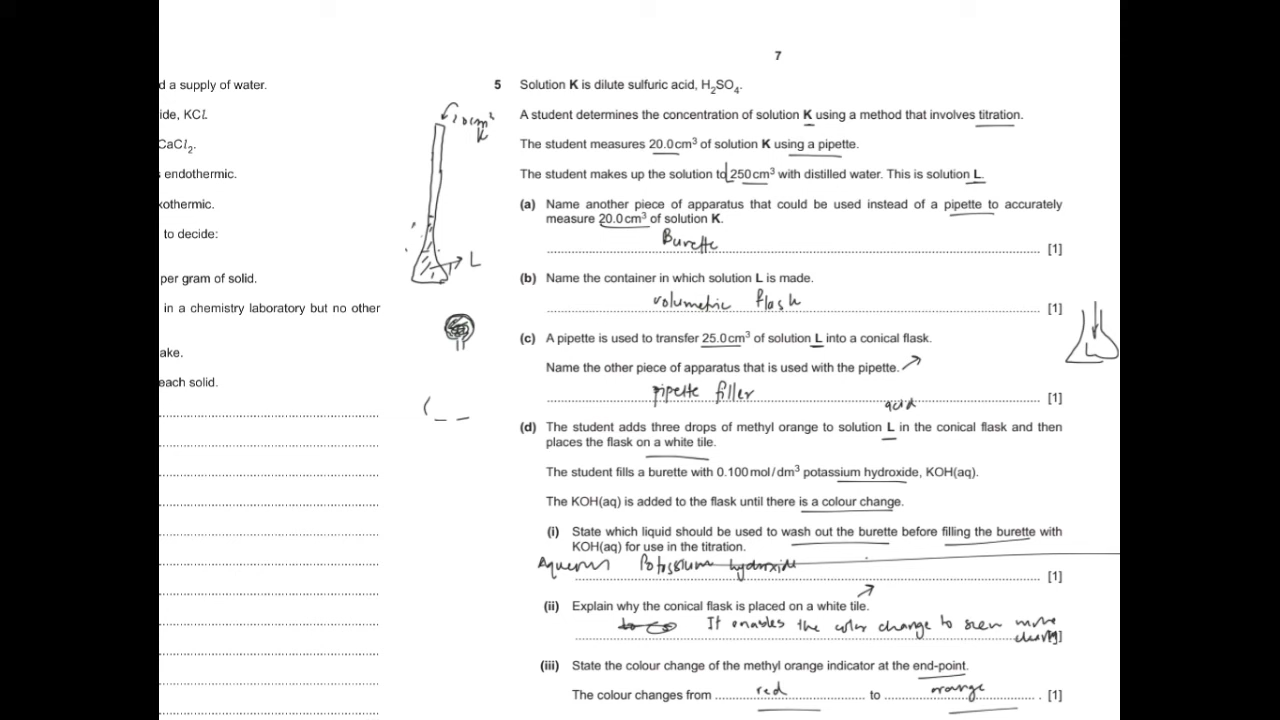 7
d a supply of water.
ide, KCl.
CaCl2.
s endothermic.
xothermic.
to decide:
per gram of solid.
in a chemistry laboratory but no other
ake.
each solid.
5 Solution K is dilute sulfuric acid, H2SO4.
A student determines the concentration of solution K using a method that involves titration.
The student measures 20.0cm³ of solution K using a pipette.
The student makes up the solution to 250cm³ with distilled water. This is solution L.
K
L
(a) Name another piece of apparatus that could be used instead of a pipette to accurately
measure 20.0cm³ of solution K.
Burette [1]
(b) Name the container in which solution L is made.
volumetric flask [1]
(c) A pipette is used to transfer 25.0cm³ of solution L into a conical flask.
Name the other piece of apparatus that is used with the pipette.
pipette filler [1]
L
acid
(d) The student adds three drops of methyl orange to solution L in the conical flask and then
places the flask on a white tile.
The student fills a burette with 0.100mol/dm³ potassium hydroxide, KOH(aq).
The KOH(aq) is added to the flask until there is a colour change.
(i) State which liquid should be used to wash out the burette before filling the burette with
KOH(aq) for use in the titration.
Aqueous Potassium hydroxide [1]
(ii) Explain why the conical flask is placed on a white tile.
It enables the color change to seen more
(iii) State the colour change of the methyl orange indicator at the end-point.
The colour changes from red to orange . [1]